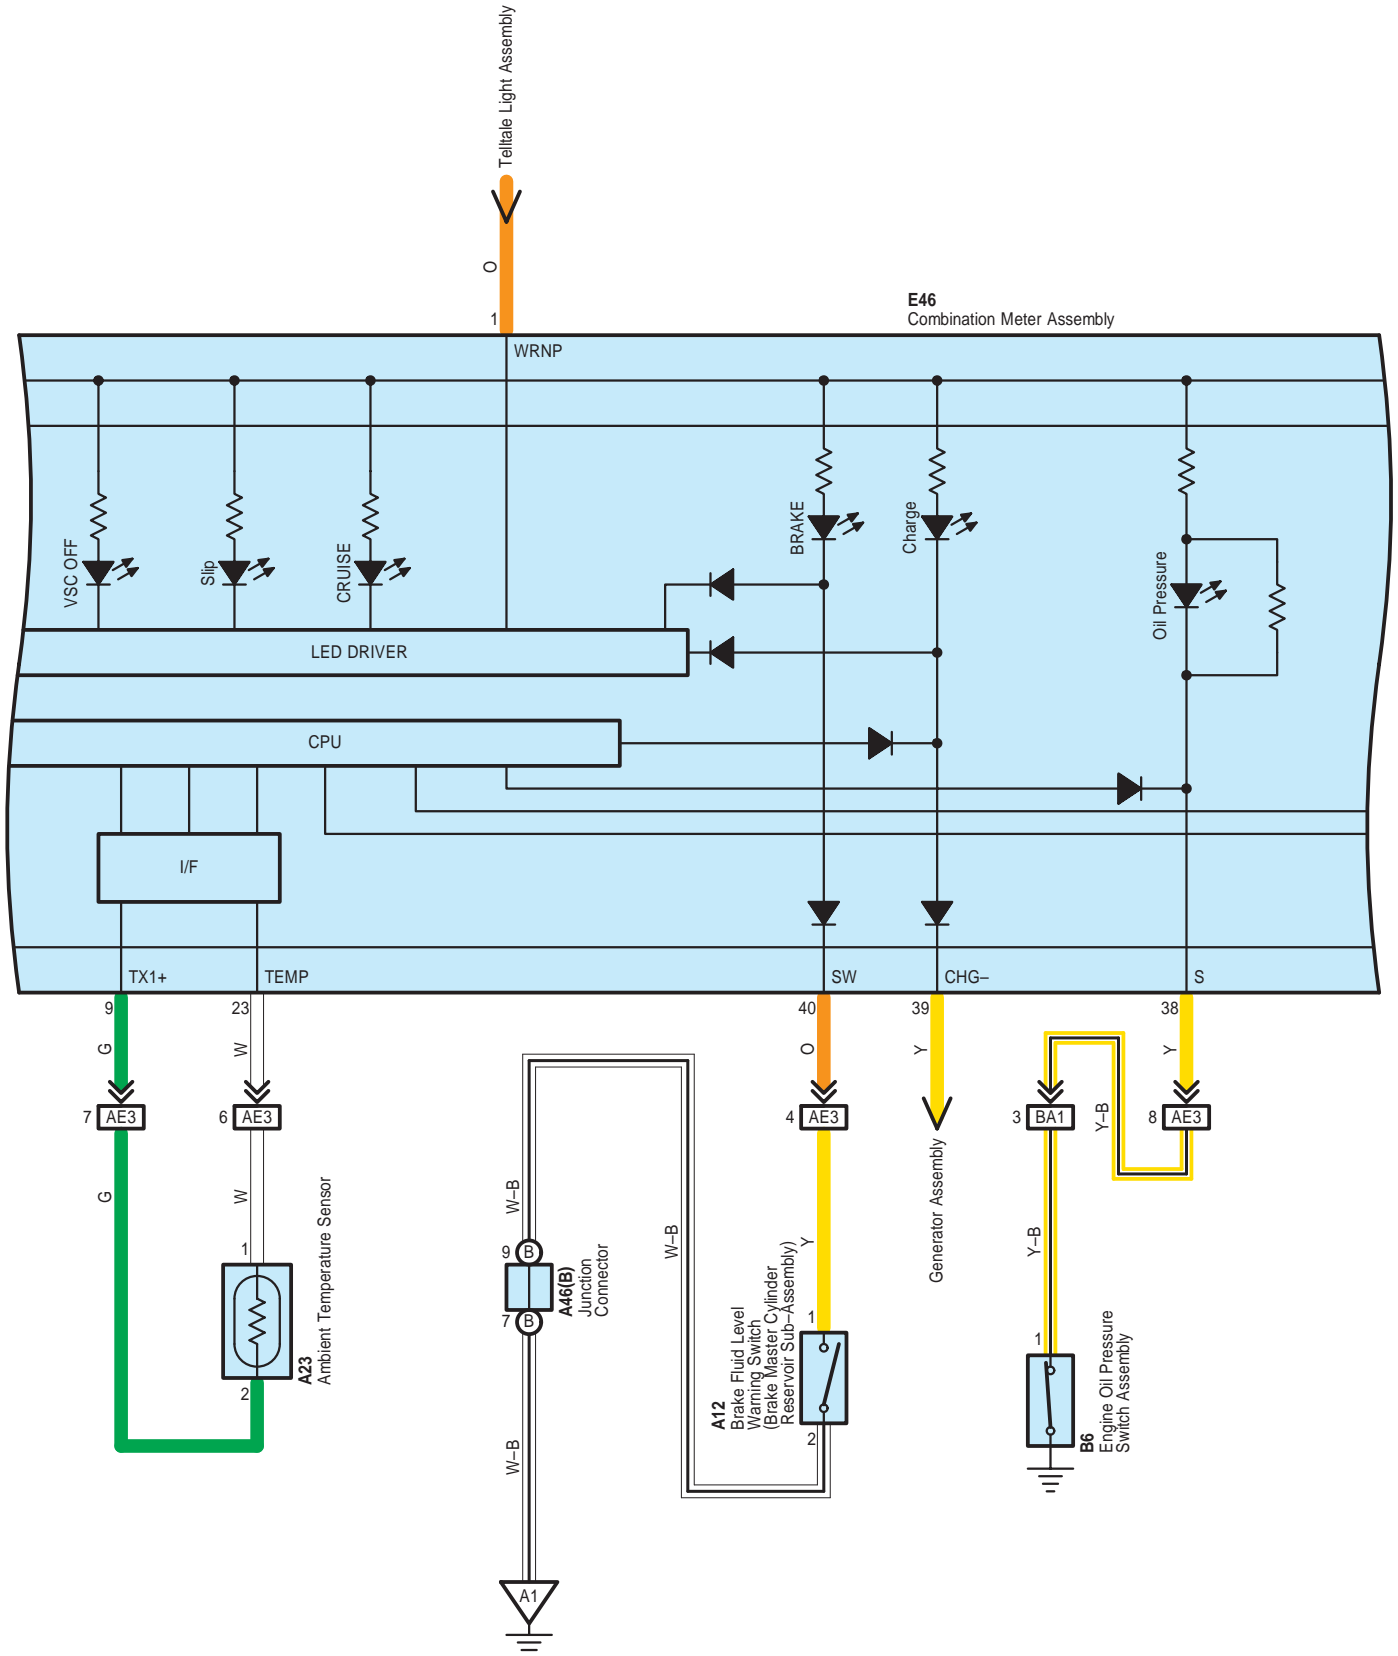 Telltale Light Assembly
O
1
E46
Combination Meter Assembly
WRNP
VSC OFF
Slip
CRUISE
BRAKE
Charge
Oil Pressure
LED DRIVER
CPU
I/F
TX1+
TEMP
SW
CHG–
S
9
23
40
39
38
G
W
O
Y
Y
7
AE3
6
AE3
4
AE3
3
BA1
8
AE3
Y–B
G
W
W–B
W–B
Y
Generator Assembly
Y–B
1
2
A23
Ambient Temperature Sensor
9
B
7
B
A46(B)
Junction
Connector
W–B
A1
1
2
A12
Brake Fluid Level
Warning Switch
(Brake Master Cylinder
Reservoir Sub–Assembly)
1
B6
Engine Oil Pressure
Switch Assembly